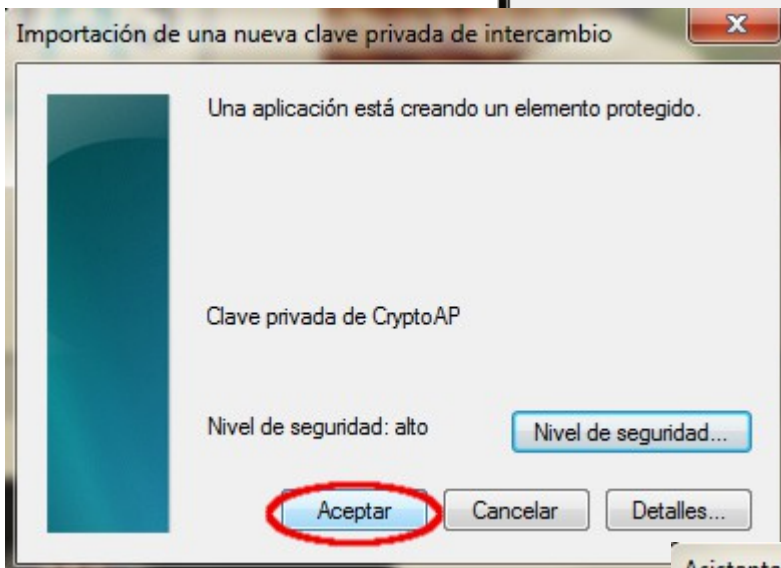 Importación de una nueva clave privada de intercambio
Una aplicación está creando un elemento protegido.
Clave privada de CryptoAP
Nivel de seguridad: alto
Nivel de seguridad...
Aceptar
Cancelar
Detalles...